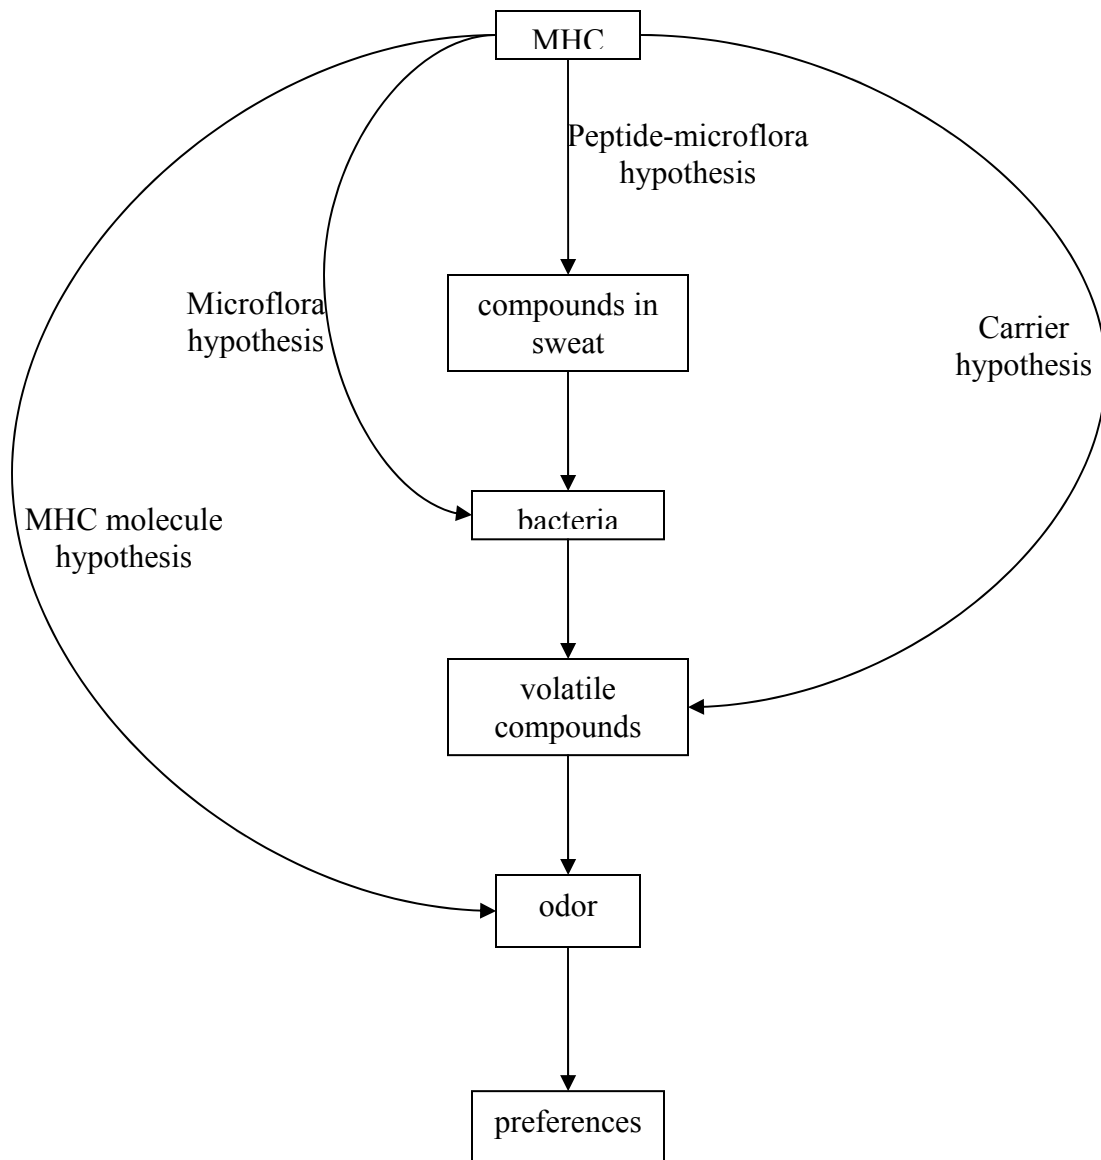 MHC
Peptide-microflora
hypothesis
compounds in
sweat
Microflora
hypothesis
Carrier
hypothesis
bacteria
MHC molecule
hypothesis
volatile
compounds
odor
preferences